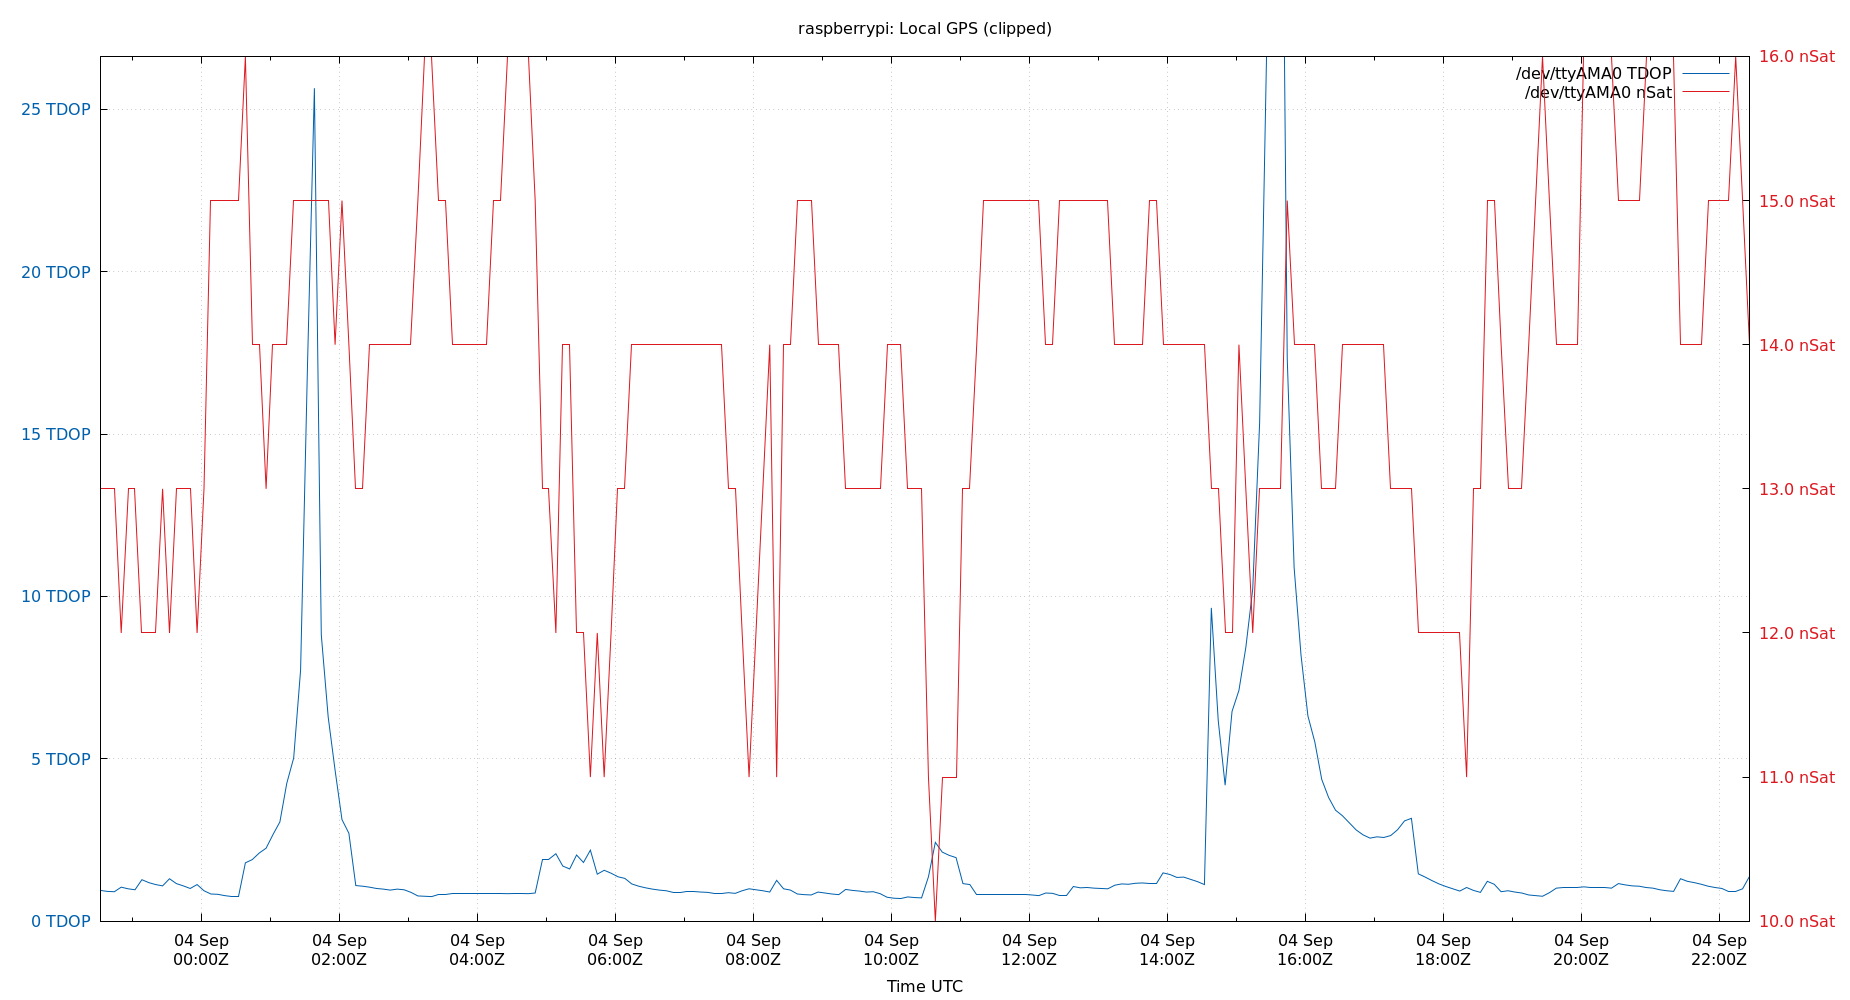 raspberrypi: Local GPS (clipped)
/dev/ttyAMA0 TDOP
/dev/ttyAMA0 nSat
25 TDOP
20 TDOP
15 TDOP
10 TDOP
5 TDOP
0 TDOP
16.0 nSat
15.0 nSat
14.0 nSat
13.0 nSat
12.0 nSat
11.0 nSat
10.0 nSat
04 Sep
00:00Z
04 Sep
02:00Z
04 Sep
04:00Z
04 Sep
06:00Z
04 Sep
08:00Z
04 Sep
10:00Z
04 Sep
12:00Z
04 Sep
14:00Z
04 Sep
16:00Z
04 Sep
18:00Z
04 Sep
20:00Z
04 Sep
22:00Z
Time UTC